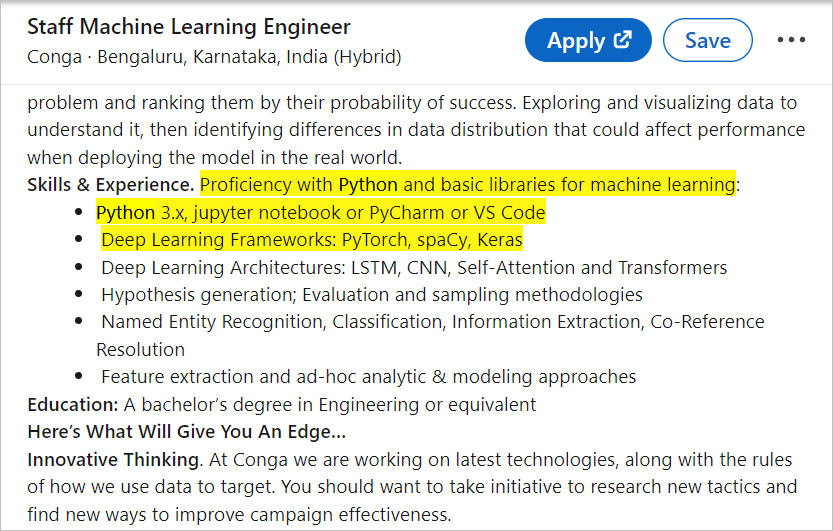 Staff Machine Learning Engineer
Conga · Bengaluru, Karnataka, India (Hybrid)
Apply
Save
problem and ranking them by their probability of success. Exploring and visualizing data to
understand it, then identifying differences in data distribution that could affect performance
when deploying the model in the real world.
Skills & Experience. Proficiency with Python and basic libraries for machine learning:
• Python 3.x, jupyter notebook or PyCharm or VS Code
• Deep Learning Frameworks: PyTorch, spaCy, Keras
• Deep Learning Architectures: LSTM, CNN, Self-Attention and Transformers
• Hypothesis generation; Evaluation and sampling methodologies
• Named Entity Recognition, Classification, Information Extraction, Co-Reference
Resolution
• Feature extraction and ad-hoc analytic & modeling approaches
Education: A bachelor’s degree in Engineering or equivalent
Here’s What Will Give You An Edge…
Innovative Thinking. At Conga we are working on latest technologies, along with the rules
of how we use data to target. You should want to take initiative to research new tactics and
find new ways to improve campaign effectiveness.